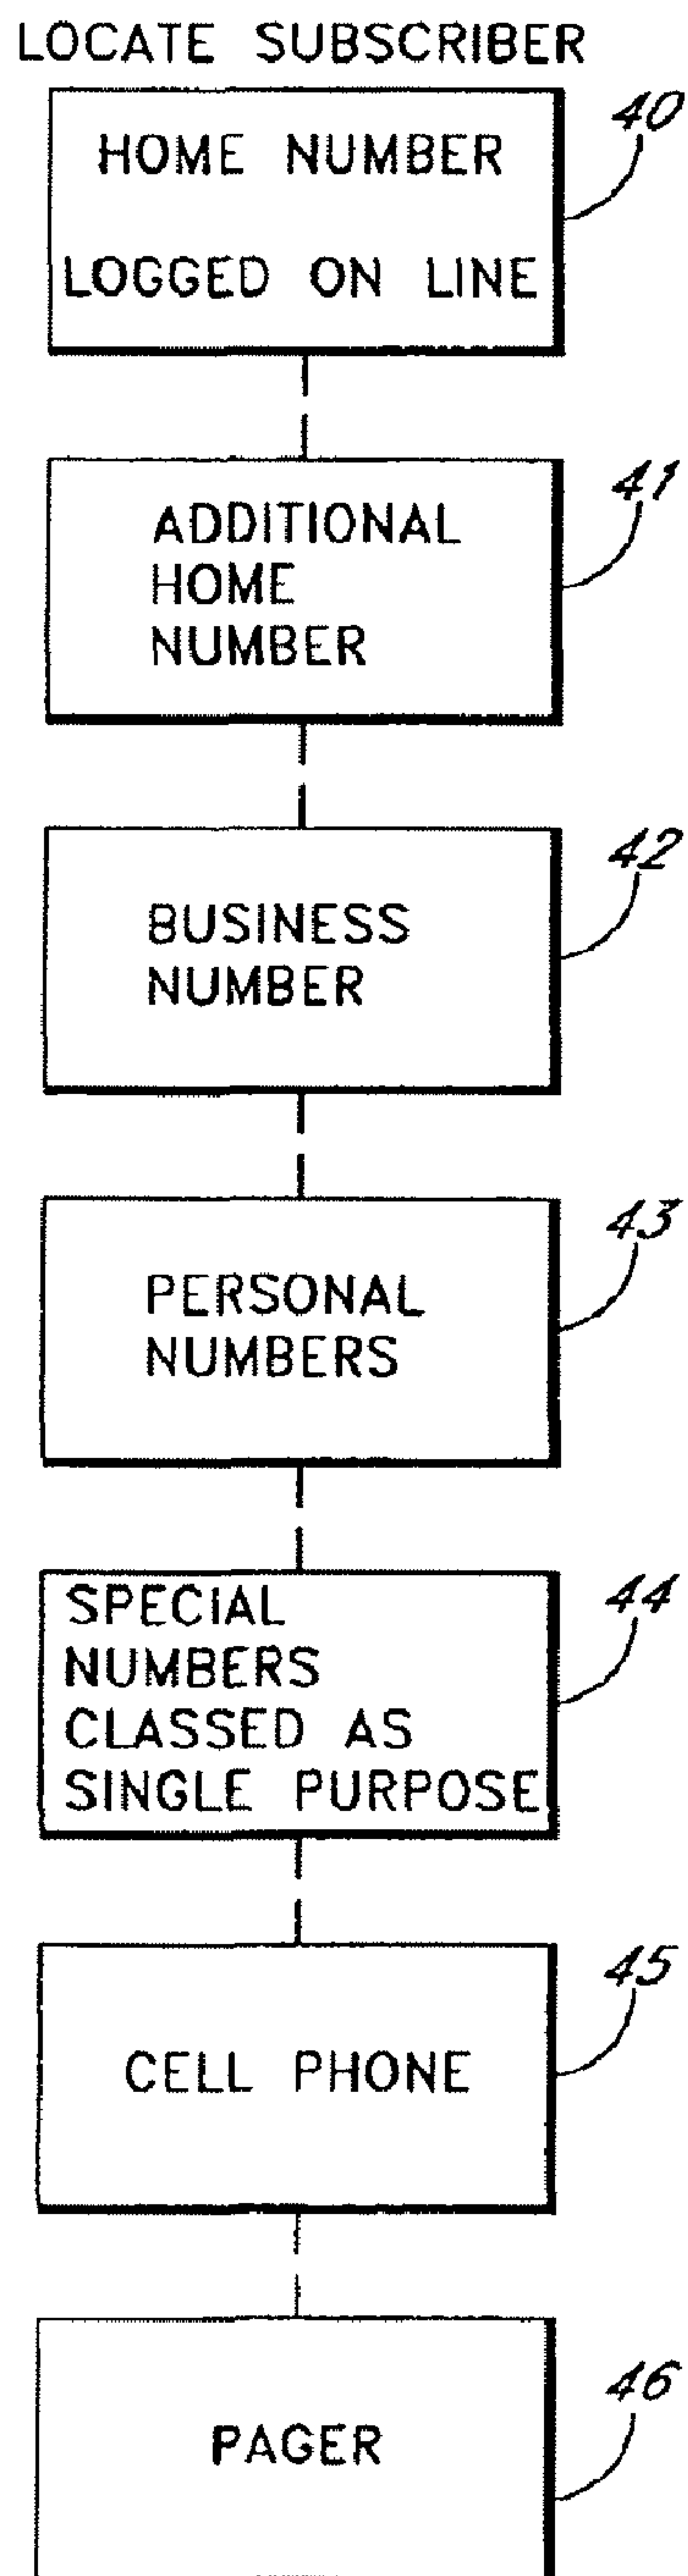 LOCATE SUBSCRIBER
40
HOME NUMBER
LOGGED ON LINE
41
ADDITIONAL
HOME
NUMBER
42
BUSINESS
NUMBER
43
PERSONAL
NUMBERS
44
SPECIAL
NUMBERS
CLASSED AS
SINGLE PURPOSE
45
CELL PHONE
46
PAGER